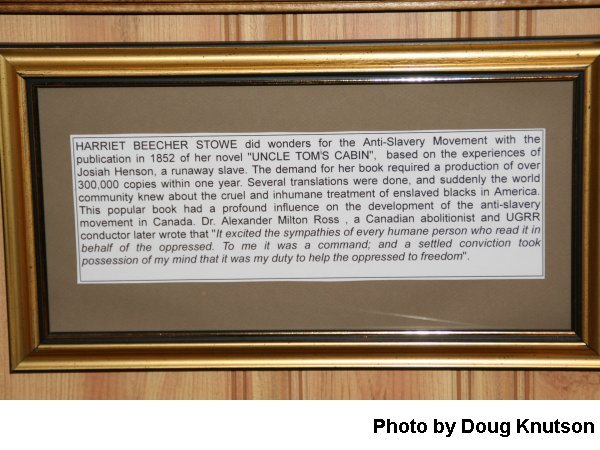 HARRIET BEECHER STOWE did wonders for the Anti-Slavery Movement with the
publication in 1852 of her novel "UNCLE TOM'S CABIN", based on the experiences of
Josiah Henson, a runaway slave. The demand for her book required a production of over
300,000 copies within one year. Several translations were done, and suddenly the world
community knew about the cruel and inhumane treatment of enslaved blacks in America.
This popular book had a profound influence on the development of the anti-slavery
movement in Canada. Dr. Alexander Milton Ross , a Canadian abolitionist and UGRR
conductor later wrote that "It excited the sympathies of every humane person who read it in
behalf of the oppressed. To me it was a command; and a settled conviction took
possession of my mind that it was my duty to help the oppressed to freedom".
Photo by Doug Knutson